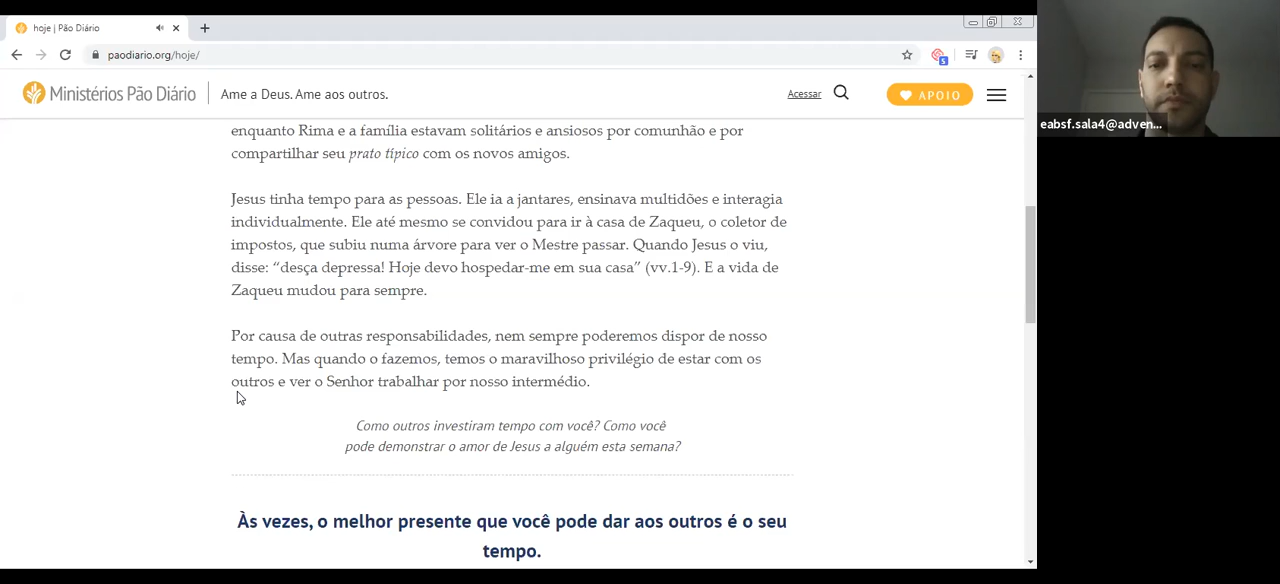 hoje | Pão Diário
paodiario.org/hoje/
5
Ministérios Pão Diário
Ame a Deus. Ame aos outros.
Acessar
APOIO
enquanto Rima e a família estavam solitários e ansiosos por comunhão e por
compartilhar seu prato típico com os novos amigos.
Jesus tinha tempo para as pessoas. Ele ia a jantares, ensinava multidões e interagia
individualmente. Ele até mesmo se convidou para ir à casa de Zaqueu, o coletor de
impostos, que subiu numa árvore para ver o Mestre passar. Quando Jesus o viu,
disse: “desça depressa! Hoje devo hospedar-me em sua casa” (vv.1-9). E a vida de
Zaqueu mudou para sempre.
Por causa de outras responsabilidades, nem sempre poderemos dispor de nosso
tempo. Mas quando o fazemos, temos o maravilhoso privilégio de estar com os
outros e ver o Senhor trabalhar por nosso intermédio.
Como outros investiram tempo com você? Como você
pode demonstrar o amor de Jesus a alguém esta semana?
Às vezes, o melhor presente que você pode dar aos outros é o seu
tempo.
eabsf.sala4@adven...